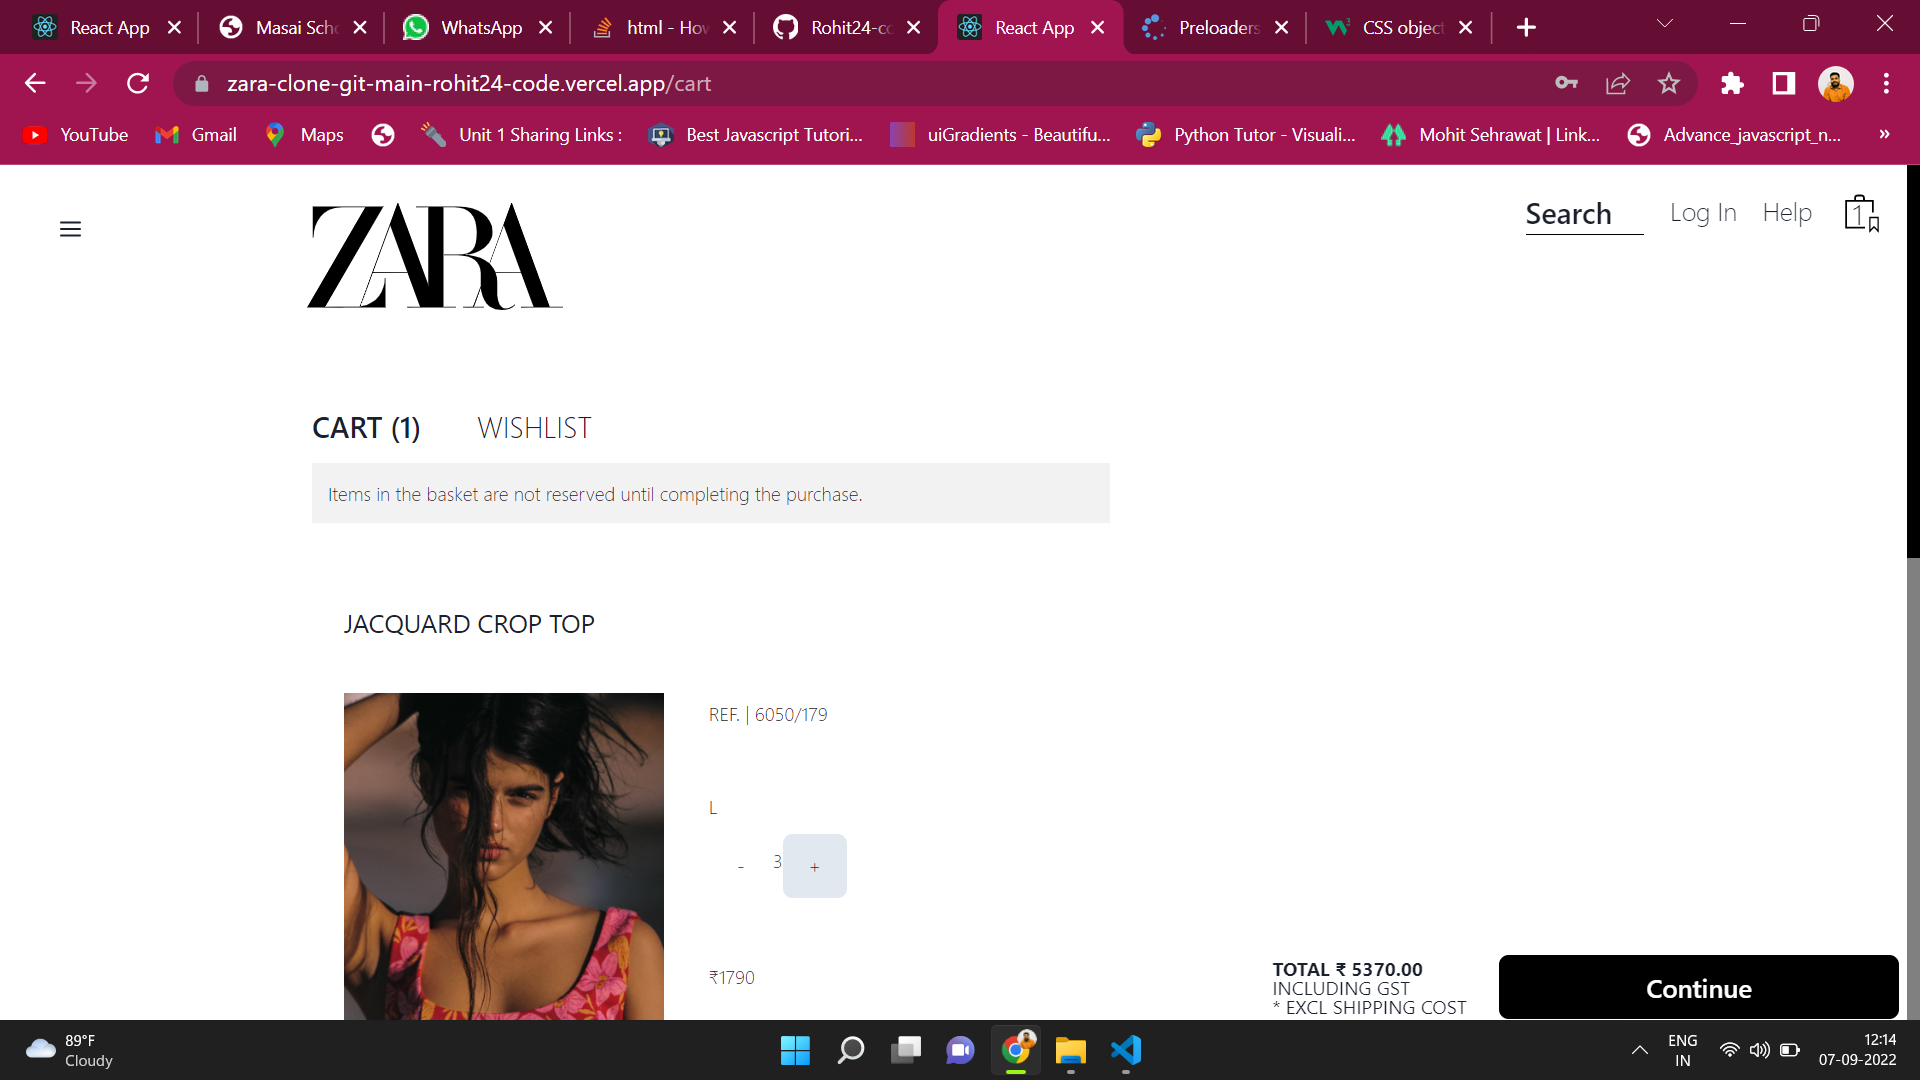 React App
Masai Sch
WhatsApp
html - How
Rohit24-co
React App
Preloaders
CSS object
zara-clone-git-main-rohit24-code.vercel.app/cart
YouTube
Gmail
Maps
Unit 1 Sharing Links :
Best Javascript Tutori...
uiGradients - Beautifu...
Python Tutor - Visuali...
Mohit Sehrawat | Link...
Advance_javascript_n...
»
ZARA
Search
Log In
Help
1
CART (1)
WISHLIST
Items in the basket are not reserved until completing the purchase.
JACQUARD CROP TOP
REF. | 6050/179
L
- 3 +
₹1790
TOTAL ₹ 5370.00
INCLUDING GST
* EXCL SHIPPING COST
Continue
89°F
Cloudy
ENG
IN
12:14
07-09-2022